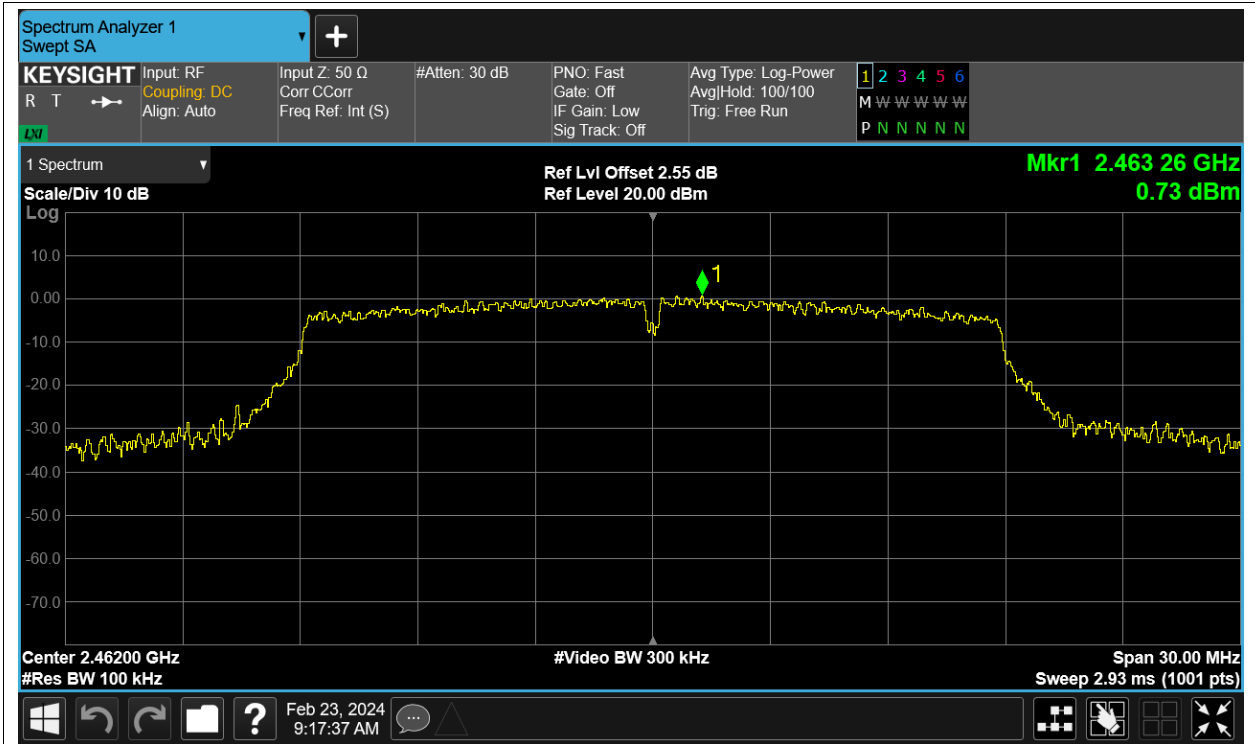 Spectrum Analyzer 1
Swept SA
KEYSIGHT
R T
LXI
Input: RF
Coupling: DC
Align: Auto
Input Z: 50 Ω
Corr CCorr
Freq Ref: Int (S)
#Atten: 30 dB
PNO: Fast
Gate: Off
IF Gain: Low
Sig Track: Off
Avg Type: Log-Power
Avg|Hold: 100/100
Trig: Free Run
1 2 3 4 5 6
M W W W W W
P N N N N N
1 Spectrum
Scale/Div 10 dB
Ref Lvl Offset 2.55 dB
Ref Level 20.00 dBm
Mkr1 2.463 26 GHz
0.73 dBm
Log
10.0
0.00
-10.0
-20.0
-30.0
-40.0
-50.0
-60.0
-70.0
1
Center 2.46200 GHz
#Res BW 100 kHz
#Video BW 300 kHz
Span 30.00 MHz
Sweep 2.93 ms (1001 pts)
?
Feb 23, 2024
9:17:37 AM